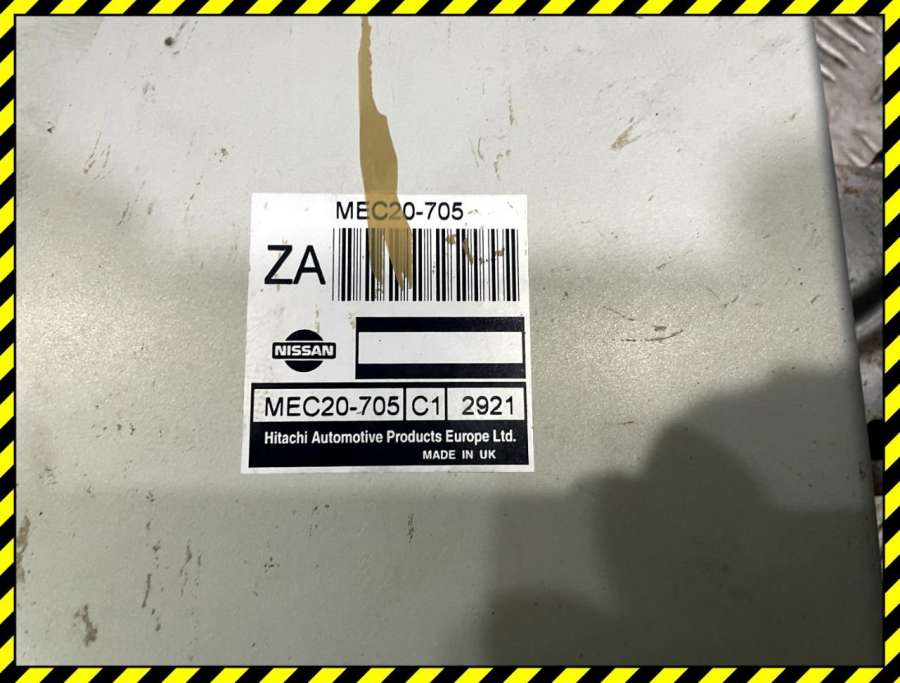 MEC20-705
ZA
NISSAN
MEC20-705 C1 2921
Hitachi Automotive Products Europe Ltd.
MADE IN UK